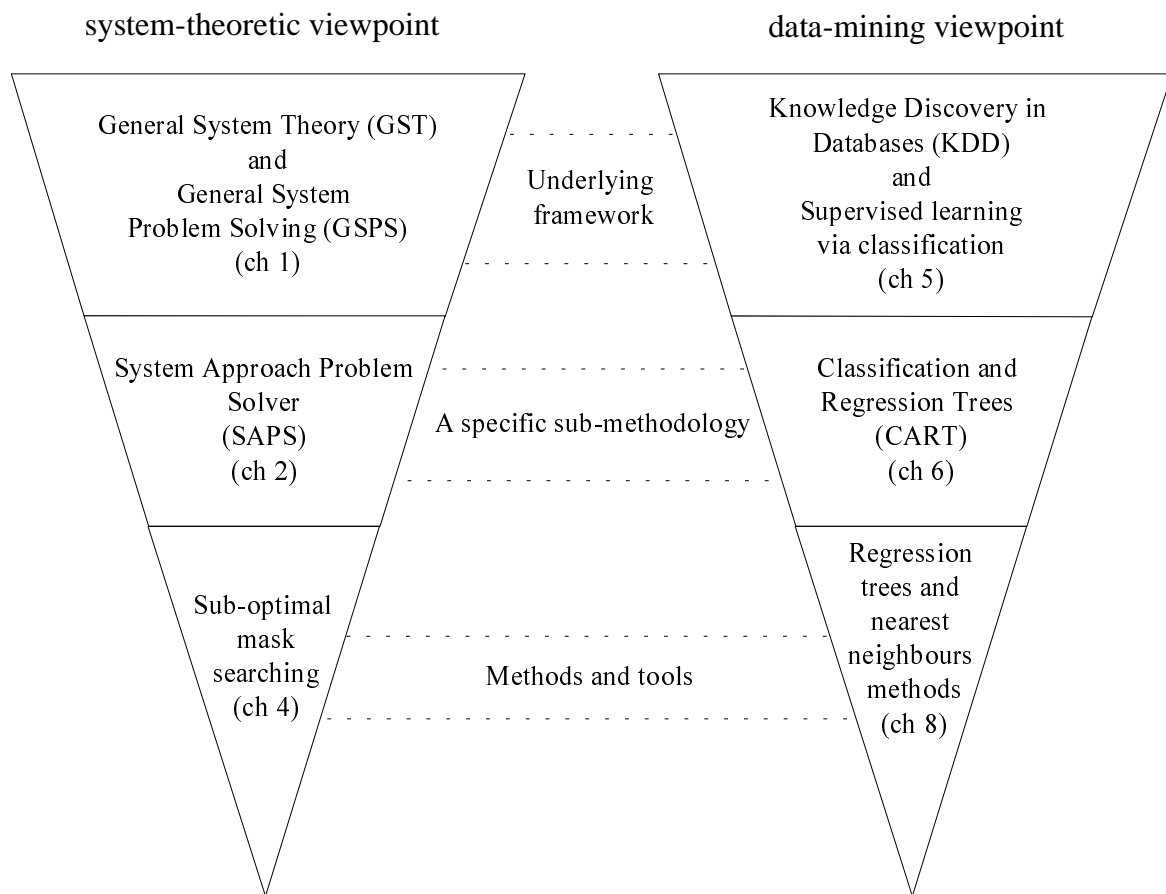 system-theoretic viewpoint
data-mining viewpoint
General System Theory (GST)
and
General System
Problem Solving (GSPS)
(ch 1)
Underlying
framework
Knowledge Discovery in
Databases (KDD)
and
Supervised learning
via classification
(ch 5)
System Approach Problem
Solver
(SAPS)
(ch 2)
A specific sub-methodology
Classification and
Regression Trees
(CART)
(ch 6)
Sub-optimal
mask
searching
(ch 4)
Methods and tools
Regression
trees and
nearest
neighbours
methods
(ch 8)